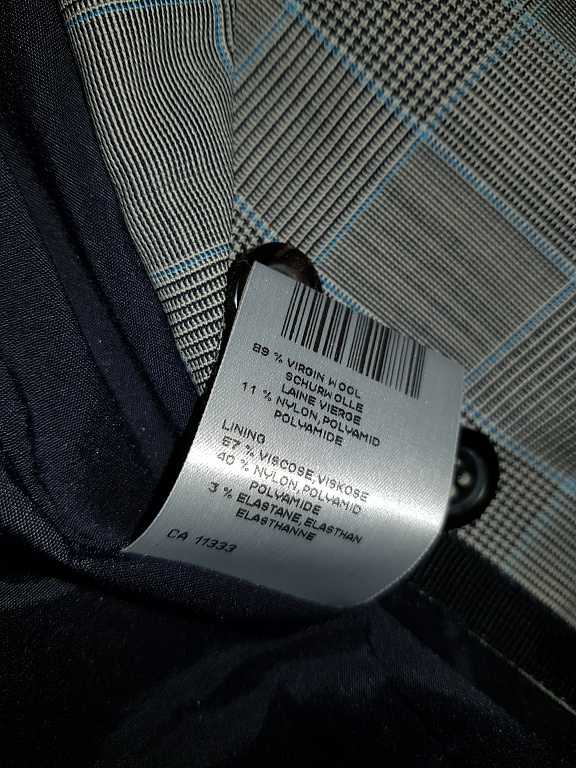 89 % VIRGIN WOOL
SCHURWOLLE
LAINE VIERGE
11 % NYLON,POLYAMID
POLYAMIDE
LINING
57 % VISCOSE,VISKOSE
40 % NYLON,POLYAMID
POLYAMIDE
3 % ELASTANE,ELASTHAN
ELASTHANNE
CA 11333